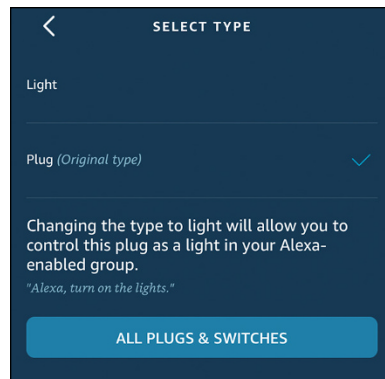 SELECT TYPE
Light
Plug (Original type)
Changing the type to light will allow you to
control this plug as a light in your Alexa-
enabled group.
"Alexa, turn on the lights."
ALL PLUGS & SWITCHES